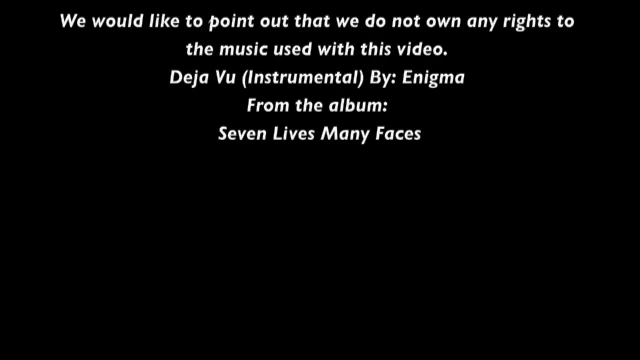 We would like to point out that we do not own any rights to
the music used with this video.
Deja Vu (Instrumental) By: Enigma
From the album:
Seven Lives Many Faces